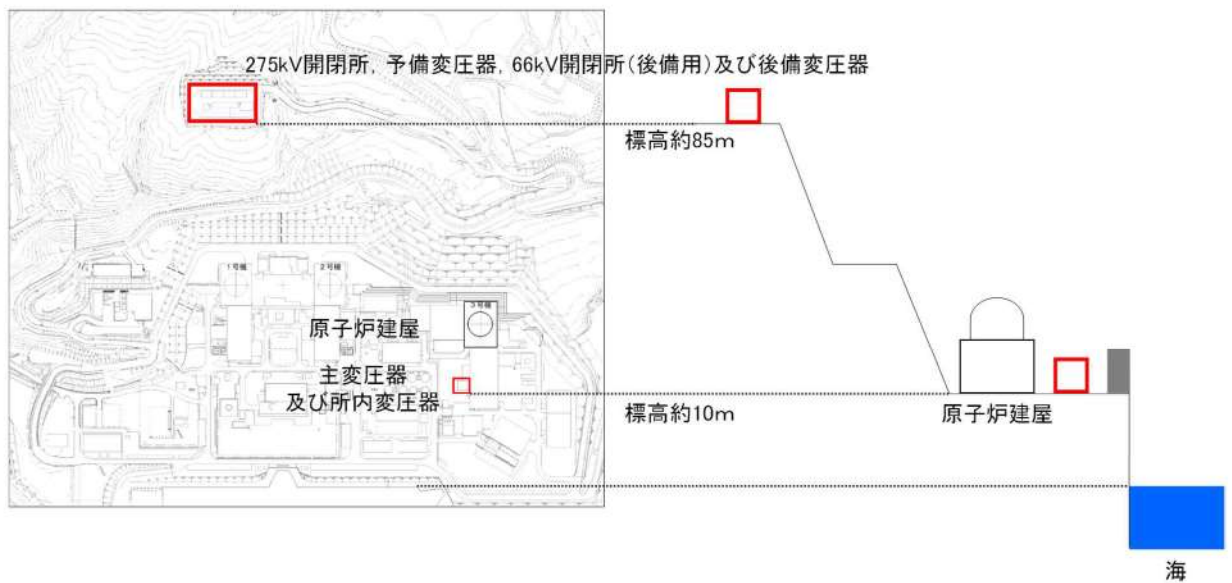 275kV開閉所，予備変圧器，66kV開閉所(後備用)及び後備変圧器
標高約85m
1号機
2号機
3号機
原子炉建屋
主変圧器
及び所内変圧器
標高約10m
原子炉建屋
海